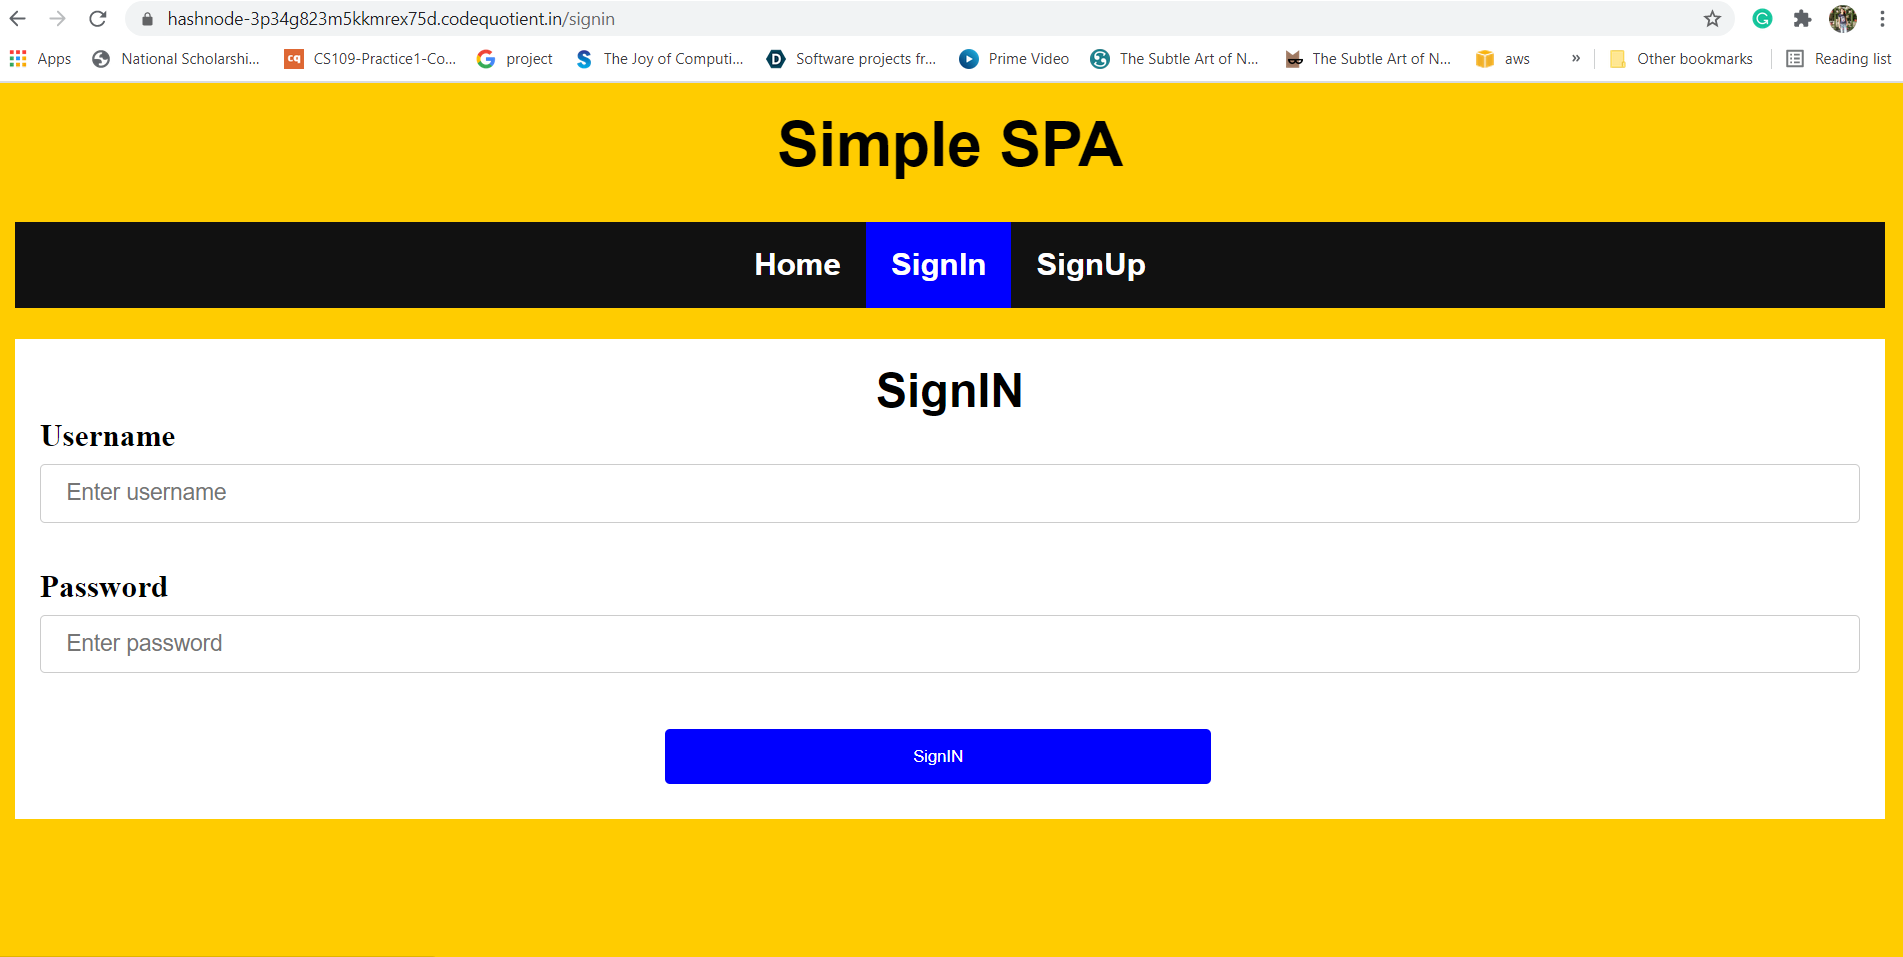 hashnode-3p34g823m5kkmrex75d.codequotient.in/signin
Apps National Scholarshi... cq CS109-Practice1-Co... project The Joy of Computi... Software projects fr... Prime Video The Subtle Art of N... The Subtle Art of N... aws » Other bookmarks Reading list
Simple SPA
Home SignIn SignUp
SignIN
Username
Enter username
Password
Enter password
SignIN